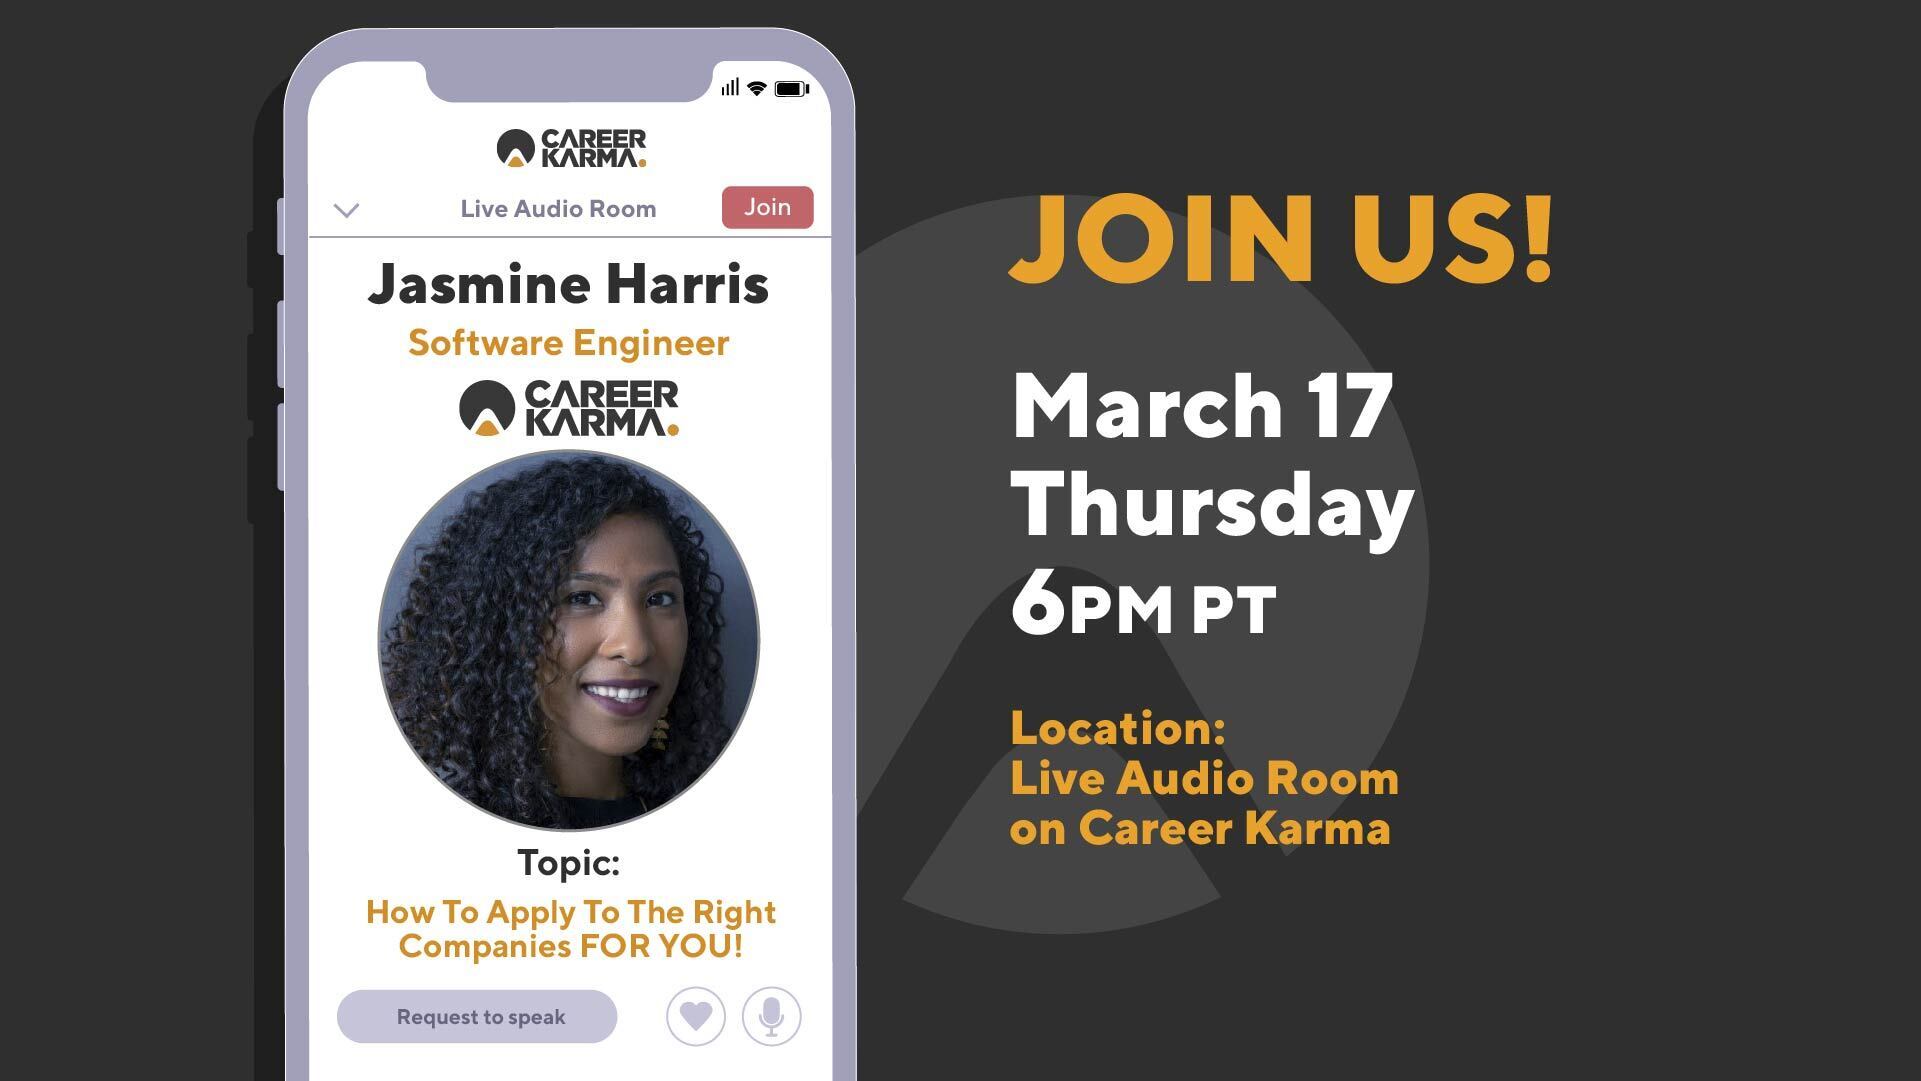 CAREER
KARMA.
Live Audio Room
Join
Jasmine Harris
Software Engineer
CAREER
KARMA.
Topic:
How To Apply To The Right
Companies FOR YOU!
Request to speak
JOIN US!
March 17
Thursday
6PM PT
Location:
Live Audio Room
on Career Karma